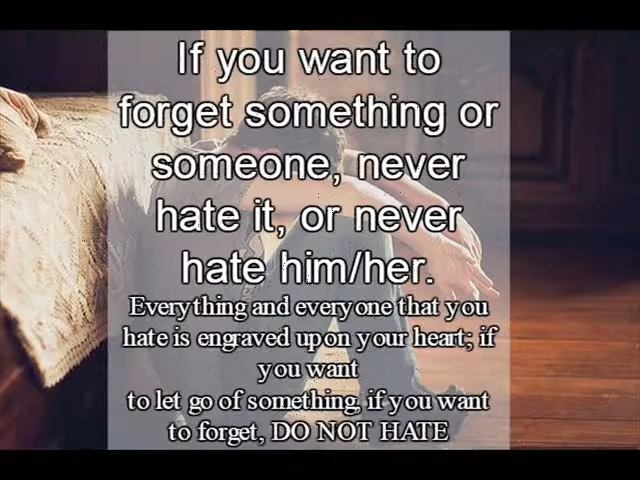 If you want to
forget something or
someone, never
hate it, or never
hate him/her.
Everything and everyone that you
hate is engraved upon your heart; if
you want
to let go of something, if you want
to forget, DO NOT HATE